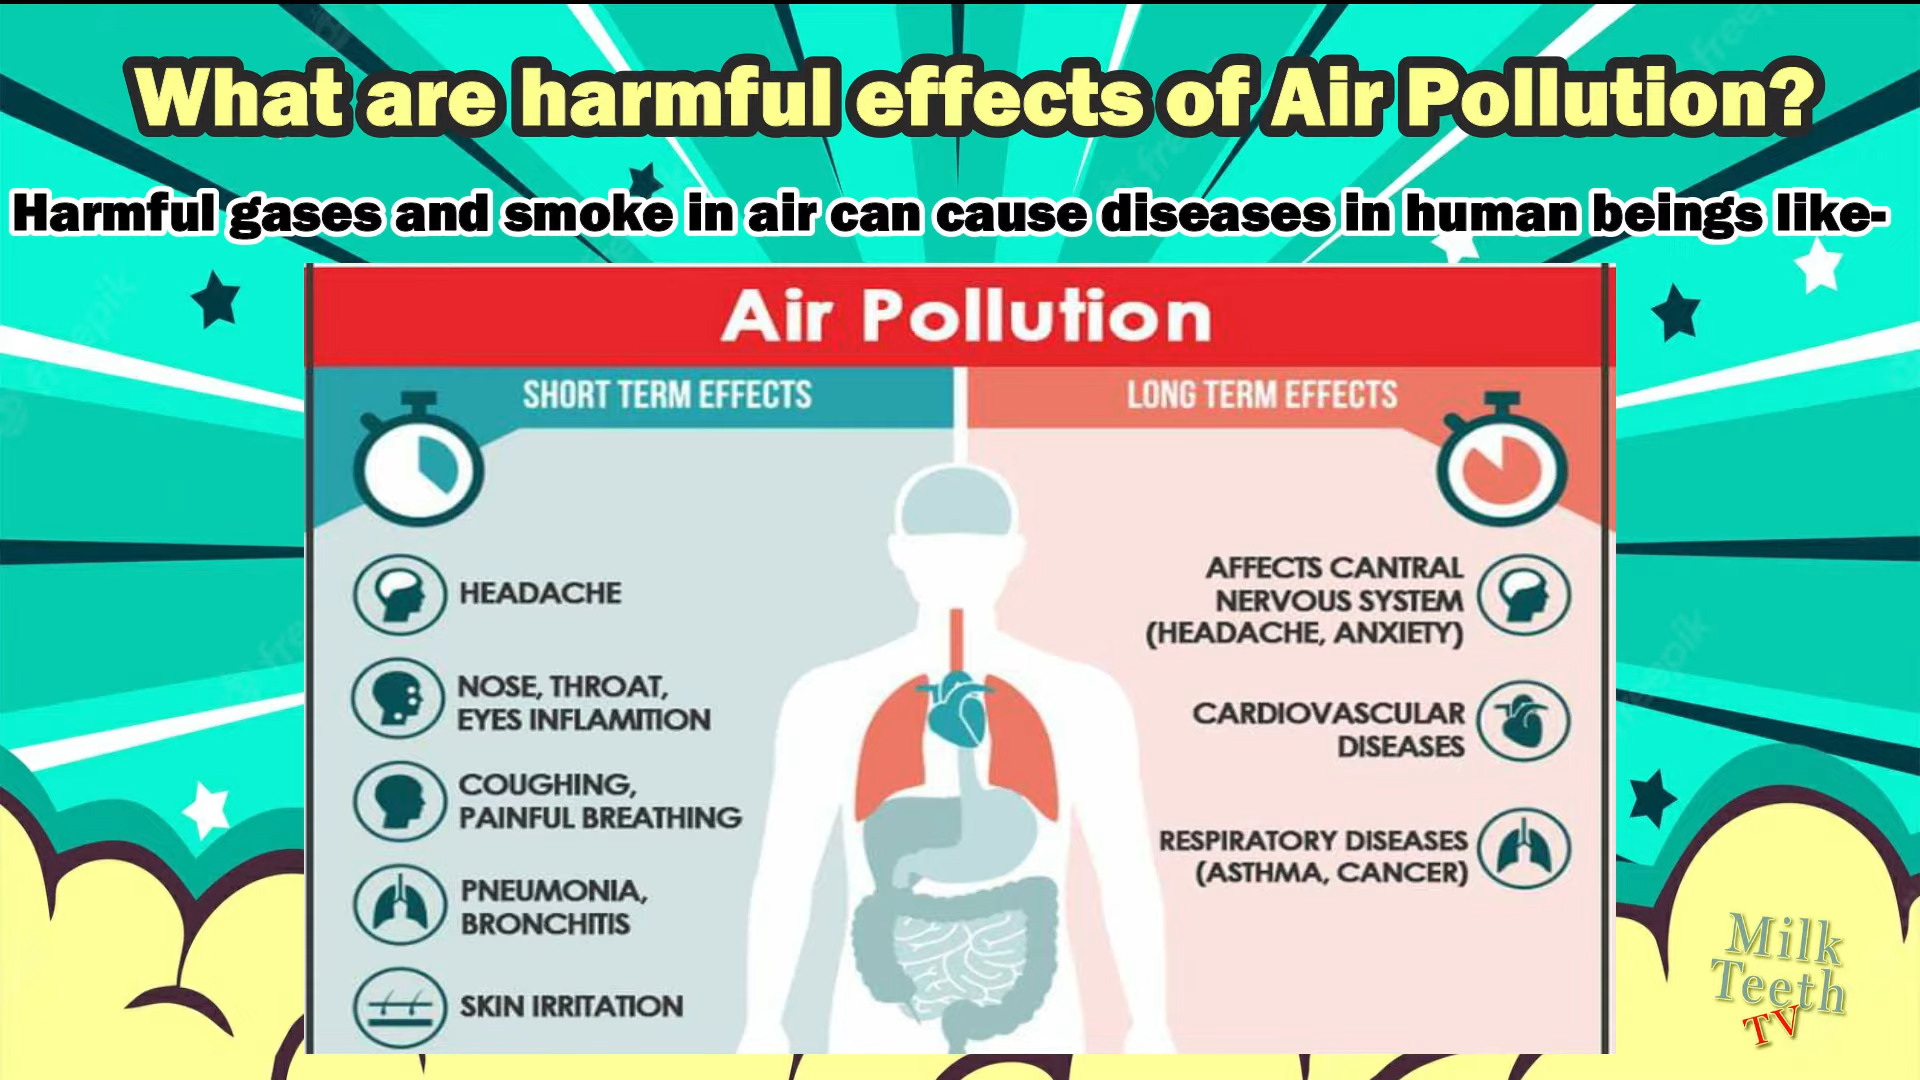 What are harmful effects of Air Pollution?
Harmful gases and smoke in air can cause diseases in human beings like-
Air Pollution
SHORT TERM EFFECTS
HEADACHE
NOSE, THROAT,
EYES INFLAMITION
COUGHING,
PAINFUL BREATHING
PNEUMONIA,
BRONCHITIS
SKIN IRRITATION
LONG TERM EFFECTS
AFFECTS CANTRAL
NERVOUS SYSTEM
(HEADACHE, ANXIETY)
CARDIOVASCULAR
DISEASES
RESPIRATORY DISEASES
(ASTHMA, CANCER)
Milk
Teeth
TV